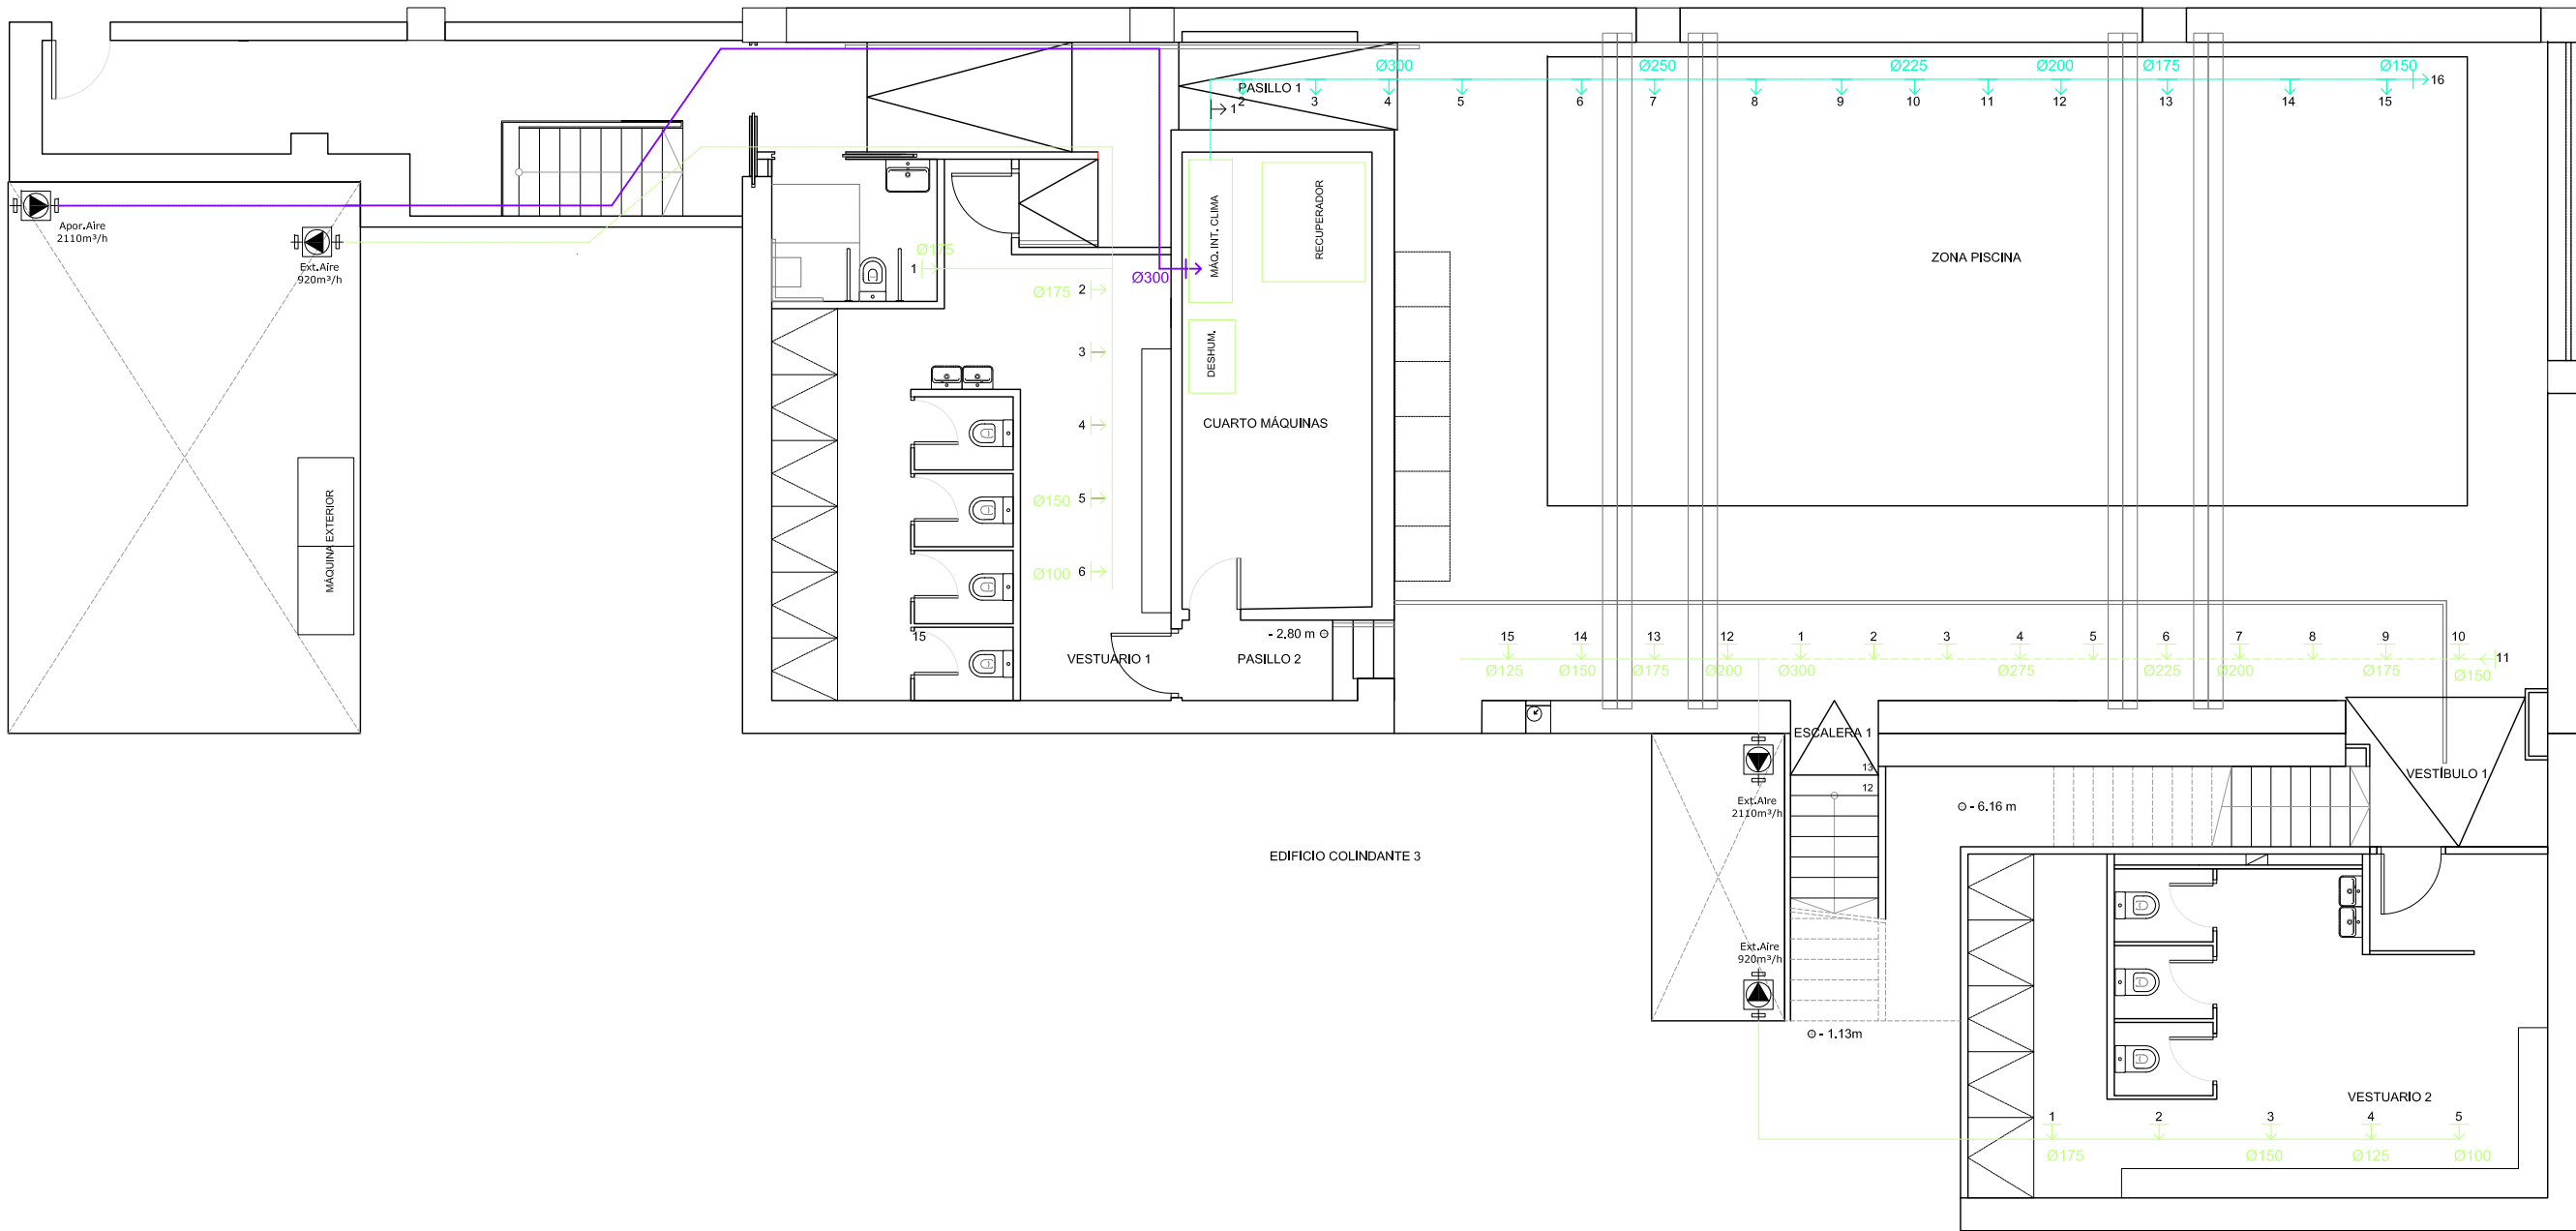 Ø300
Ø250
Ø225
Ø200
Ø175
Ø150
16
PASILLO 1
1
2
3
4
5
6
7
8
9
10
11
12
13
14
15
Apor.Aire
2110m³/h
Ext.Aire
920m³/h
MÁQUINA EXTERIOR
Ø175
1
Ø175
2
3
4
Ø150
5
Ø100
6
15
VESTUARIO 1
Ø300
MÁQ. INT. CLIMA
RECUPERADOR
DESHUM.
CUARTO MÁQUINAS
- 2.80 m
PASILLO 2
ZONA PISCINA
15
14
13
12
1
2
3
4
5
6
7
8
9
10
11
Ø125
Ø150
Ø175
Ø200
Ø300
Ø275
Ø225
Ø200
Ø175
Ø150
ESCALERA 1
13
12
Ext.Aire
2110m³/h
Ext.Aire
920m³/h
- 6.16 m
- 1.13m
VESTÍBULO 1
EDIFICIO COLINDANTE 3
VESTUARIO 2
1
2
3
4
5
Ø175
Ø150
Ø125
Ø100